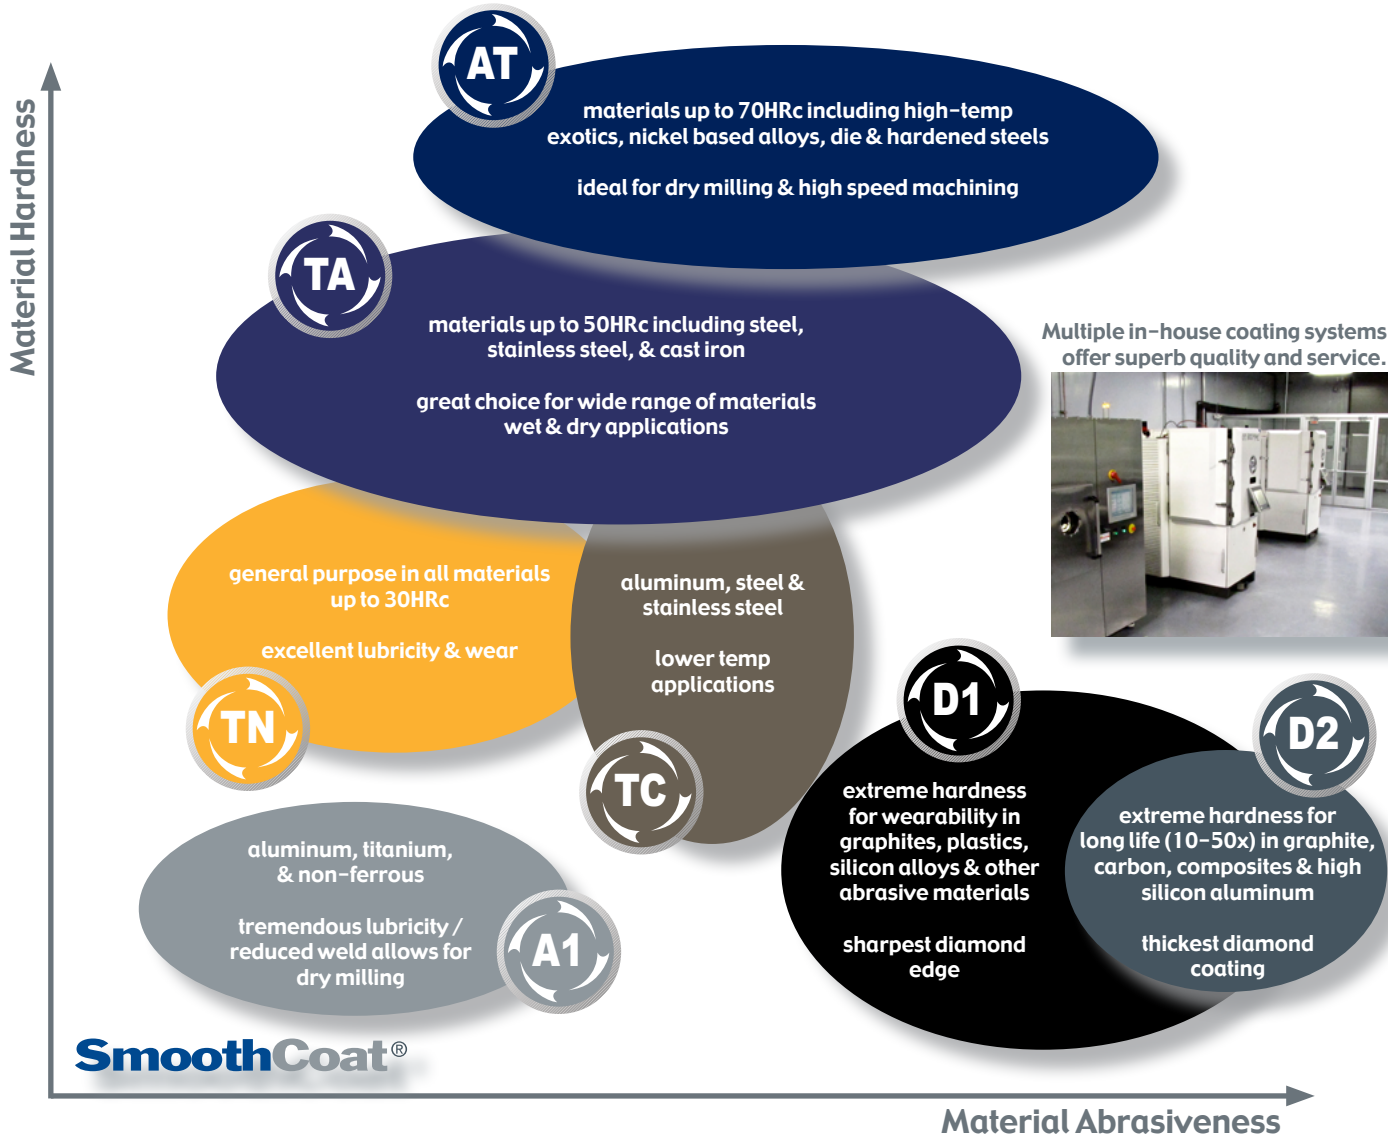 Material Hardness
AT
materials up to 70HRc including high-temp
exotics, nickel based alloys, die & hardened steels
ideal for dry milling & high speed machining
TA
materials up to 50HRc including steel,
stainless steel, & cast iron
great choice for wide range of materials
wet & dry applications
Multiple in-house coating systems
offer superb quality and service.
general purpose in all materials
up to 30HRc
excellent lubricity & wear
TN
aluminum, steel &
stainless steel
lower temp
applications
TC
D1
extreme hardness
for wearability in
graphites, plastics,
silicon alloys & other
abrasive materials
sharpest diamond
edge
D2
extreme hardness for
long life (10-50x) in graphite,
carbon, composites & high
silicon aluminum
thickest diamond
coating
aluminum, titanium,
& non-ferrous
tremendous lubricity /
reduced weld allows for
dry milling
A1
SmoothCoat®
Material Abrasiveness